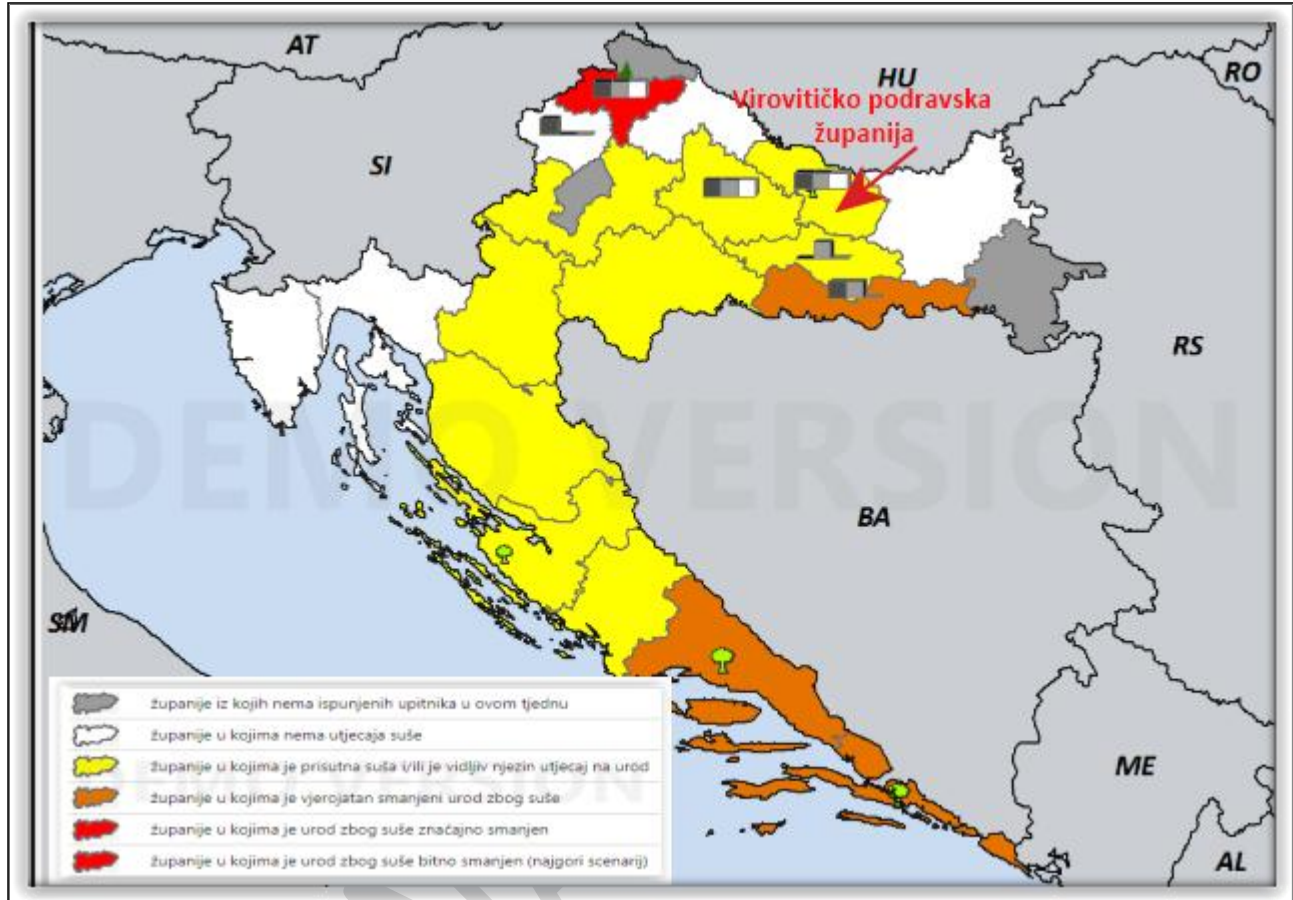 AT
HU
RO
Virovitičko podravska
županija
SI
RS
DEMO VERSION
BA
SM
ME
AL
županije iz kojih nema ispunjenih upitnika u ovom tjednu
županije u kojima nema utjecaja suše
županije u kojima je prisutna suša i/ili je vidljiv njezin utjecaj na urod
županije u kojima je vjerojatan smanjeni urod zbog suše
županije u kojima je urod zbog suše značajno smanjen
županije u kojima je urod zbog suše bitno smanjen (najgori scenarij)
DEMO VERSION